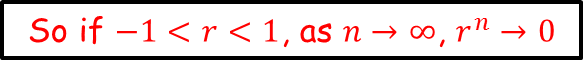 So if −1 < r < 1, as n → ∞, rⁿ → 0